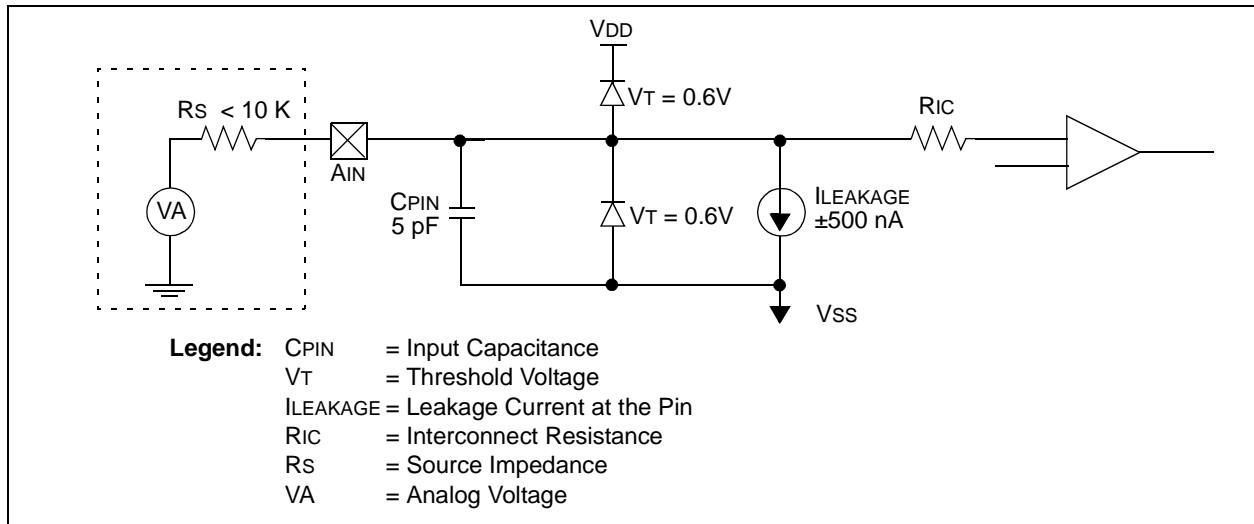 VDD
RS < 10 K
VT = 0.6V
RIC
AIN
VA
CPIN
5 pF
VT = 0.6V
ILEAKAGE
±500 nA
VSS
Legend: CPIN = Input Capacitance
VT = Threshold Voltage
ILEAKAGE = Leakage Current at the Pin
RIC = Interconnect Resistance
RS = Source Impedance
VA = Analog Voltage